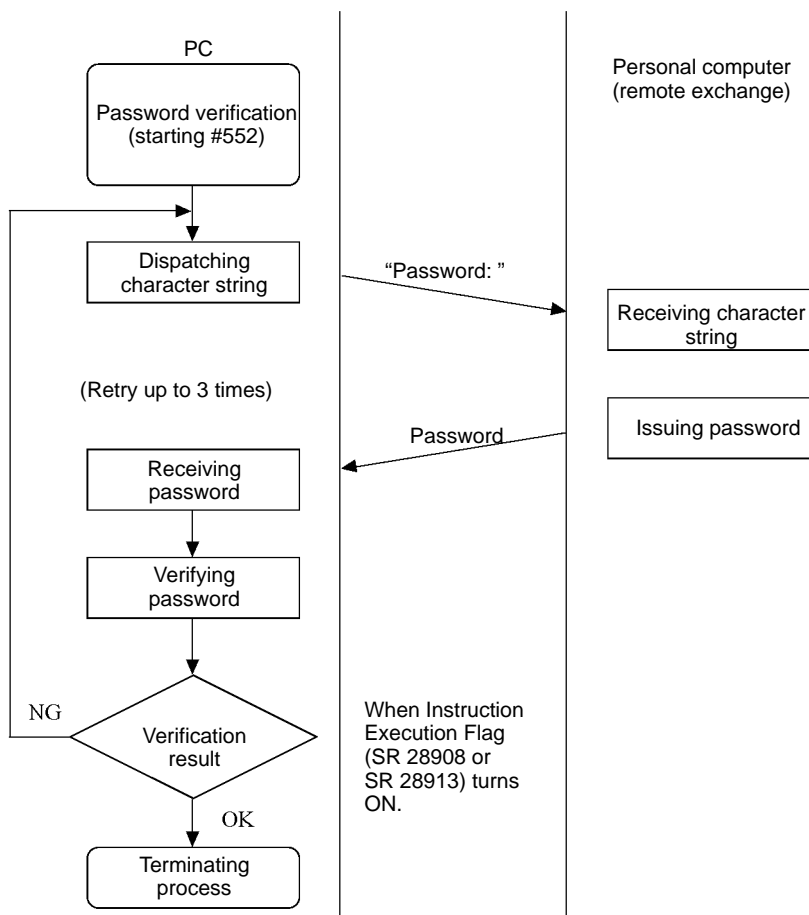 PC
Password verification
(starting #552)
Personal computer
(remote exchange)
Dispatching
character string
“Password: ”
Receiving character
string
(Retry up to 3 times)
Password
Issuing password
Receiving
password
Verifying
password
NG
Verification
result
When Instruction
Execution Flag
(SR 28908 or
SR 28913) turns
ON.
OK
Terminating
process